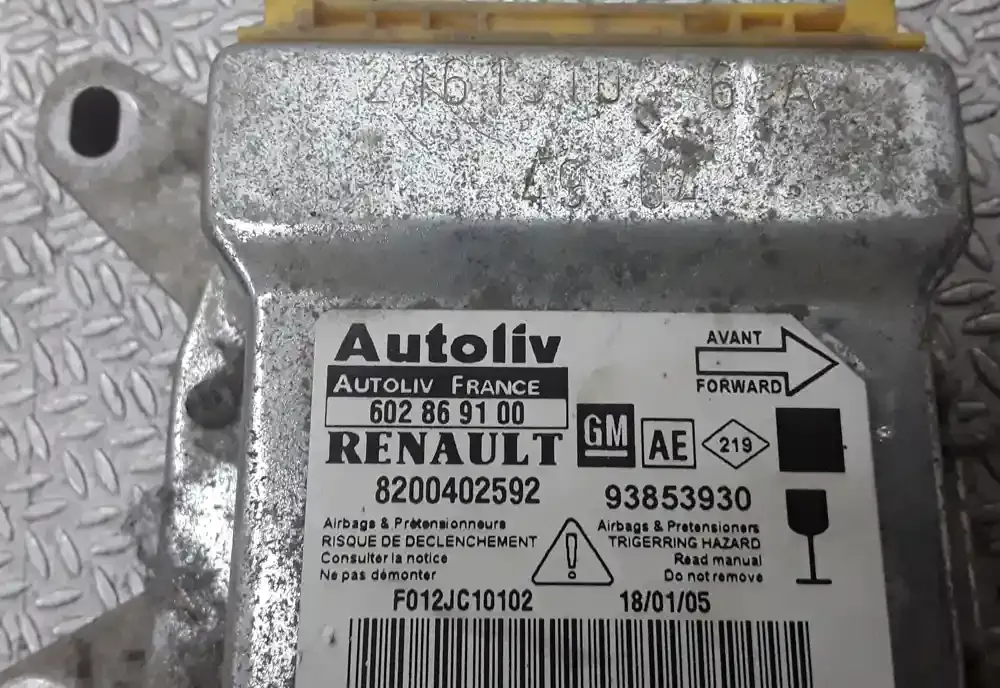 Autoliv
AUTOLIV FRANCE
602 86 91 00
RENAULT
8200402592
AVANT
FORWARD
GM
AE
219
93853930
Airbags & Prétensionneurs
RISQUE DE DECLENCHEMENT
Consulter la notice
Ne pas démonter
Airbags & Pretensioners
TRIGERRING HAZARD
Read manual
Do not remove
F012JC10102
18/01/05